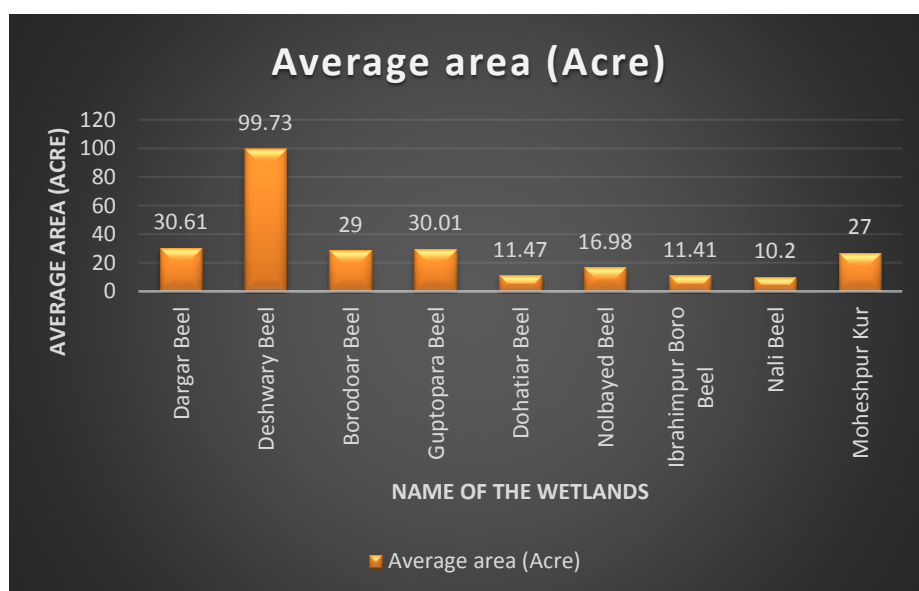 Average area (Acre)
AVERAGE AREA (ACRE)
120
100
80
60
40
20
0
30.61
99.73
29
30.01
11.47
16.98
11.41
10.2
27
Dargar Beel
Deshwary Beel
Borodoar Beel
Guptopara Beel
Dohatiar Beel
Nolbayed Beel
Ibrahimpur Boro
Beel
Nali Beel
Moheshpur Kur
NAME OF THE WETLANDS
Average area (Acre)